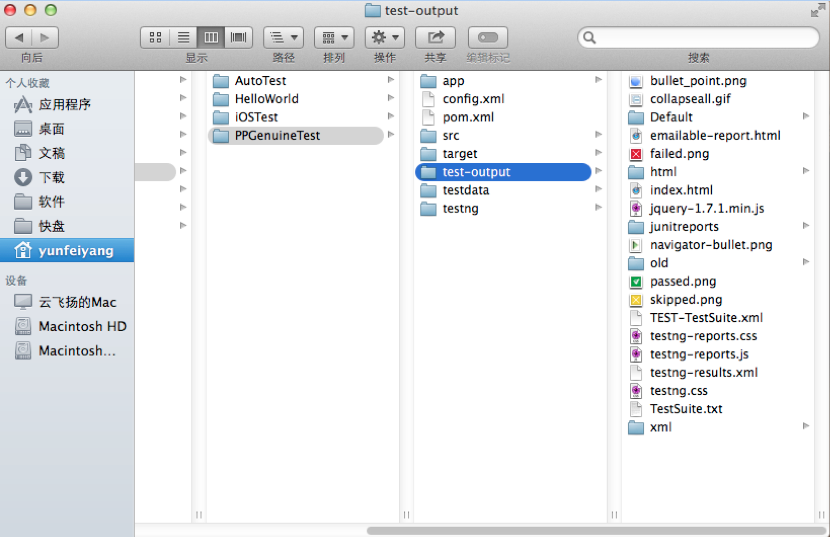 test-output
向后
显示
路径
排列
操作
共享
编辑标记
搜索
个人收藏
应用程序
桌面
文稿
下载
软件
快盘
yunfeiyang
设备
云飞扬的Mac
Macintosh HD
Macintosh...
AutoTest
HelloWorld
iOSTest
PPGenuineTest
app
config.xml
pom.xml
src
target
test-output
testdata
testng
bullet_point.png
collapseall.gif
Default
emailable-report.html
failed.png
html
index.html
jquery-1.7.1.min.js
junitreports
navigator-bullet.png
old
passed.png
skipped.png
TEST-TestSuite.xml
testng-reports.css
testng-reports.js
testng-results.xml
testng.css
TestSuite.txt
xml